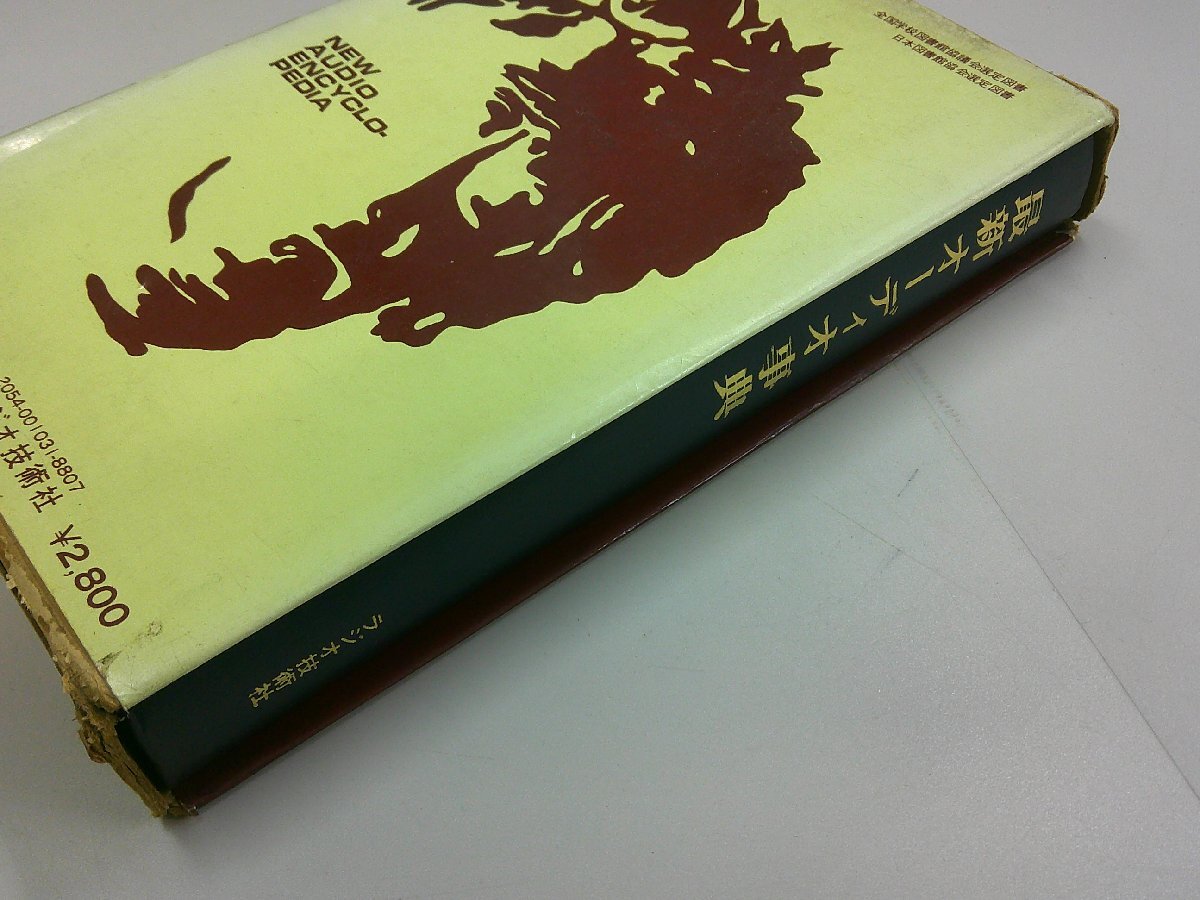 全国学校図書館協議会選定図書
日本図書館協会選定図書
NEW
AUDIO
ENCYCLO-
PEDIA
最新オーディオ事典
ラジオ技術社
2054-001031-8807
ジオ技術社 ¥2,800